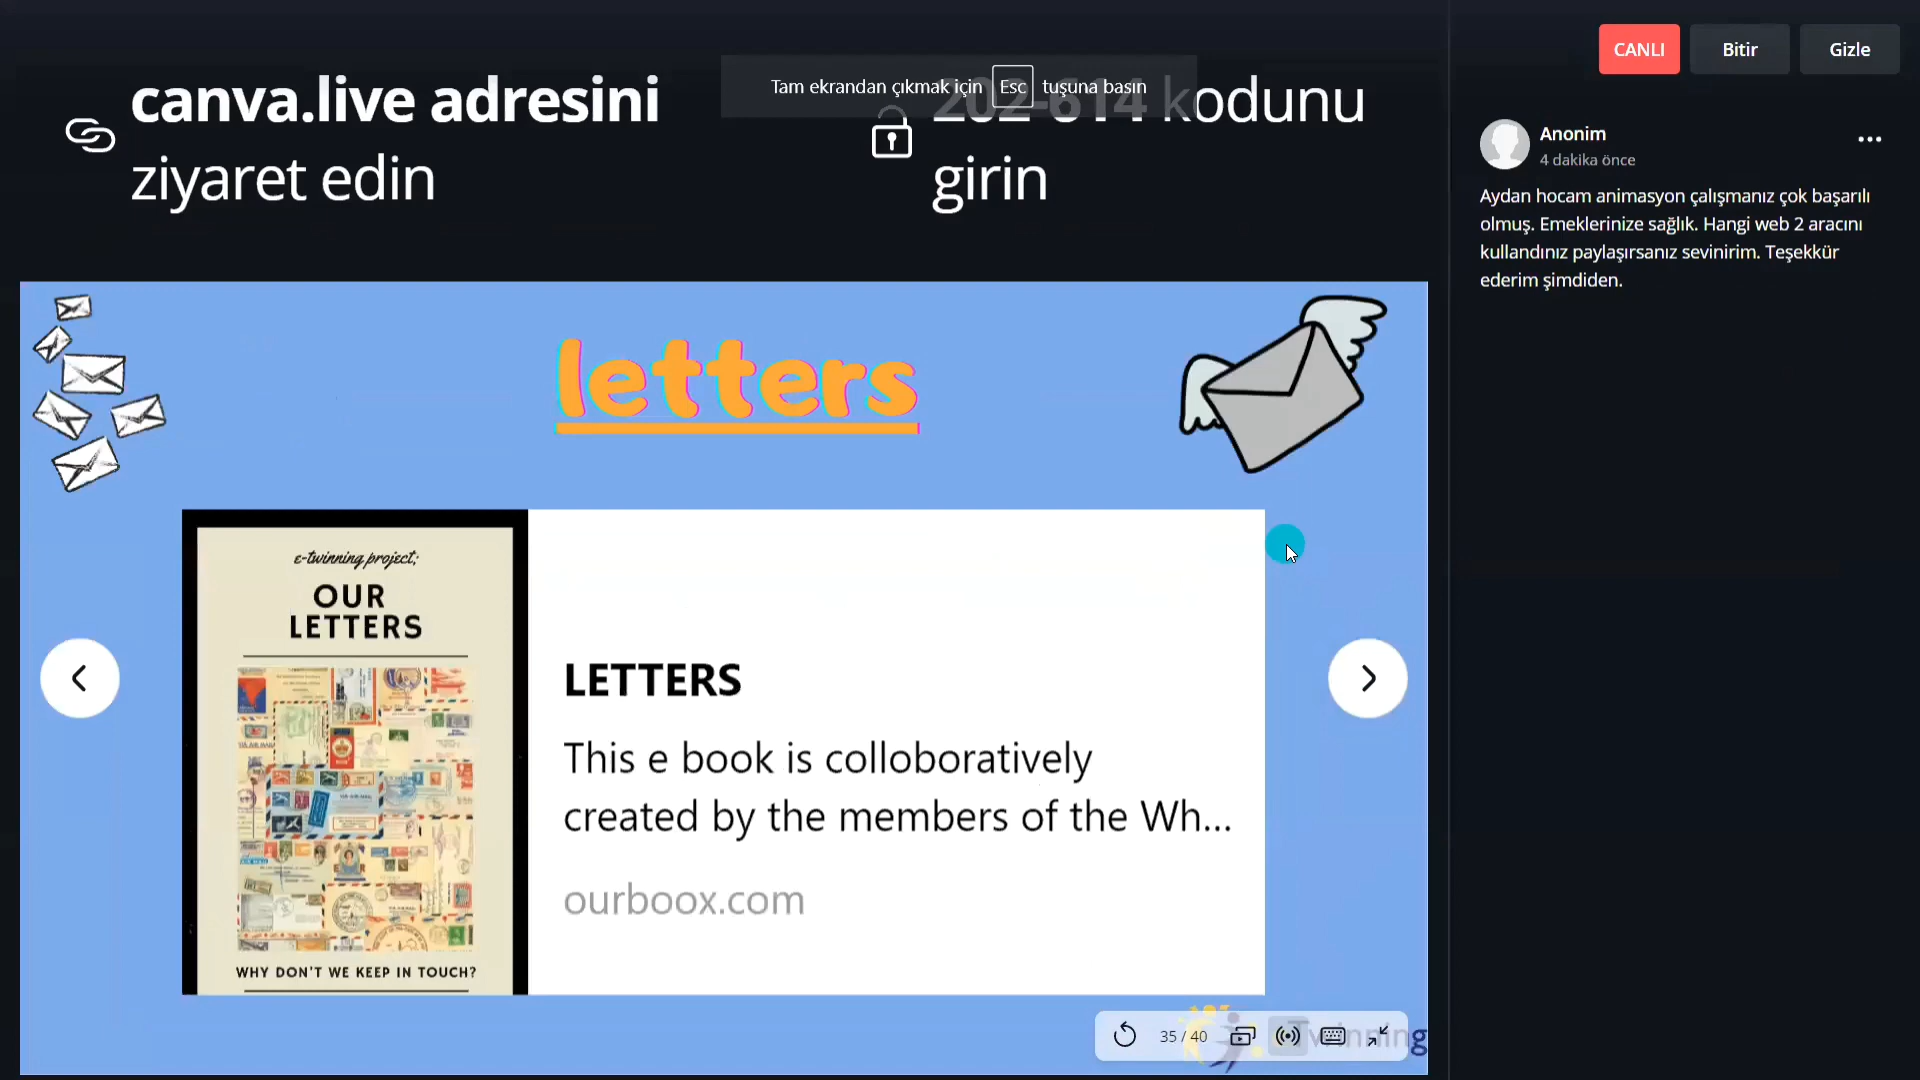 canva.live adresini
ziyaret edin
Tam ekrandan çıkmak için Esc tuşuna basın
202-614 kodunu
girin
CANLI
Bitir
Gizle
Anonim
4 dakika önce
Aydan hocam animasyon çalışmanız çok başarılı
olmuş. Emeklerinize sağlık. Hangi web 2 aracını
kullandınız paylaşırsanız sevinirim. Teşekkür
ederim şimdiden.
letters
e-twinning project;
OUR
LETTERS
WHY DON'T WE KEEP IN TOUCH?
LETTERS
This e book is colloboratively
created by the members of the Wh...
ourboox.com
35 / 40